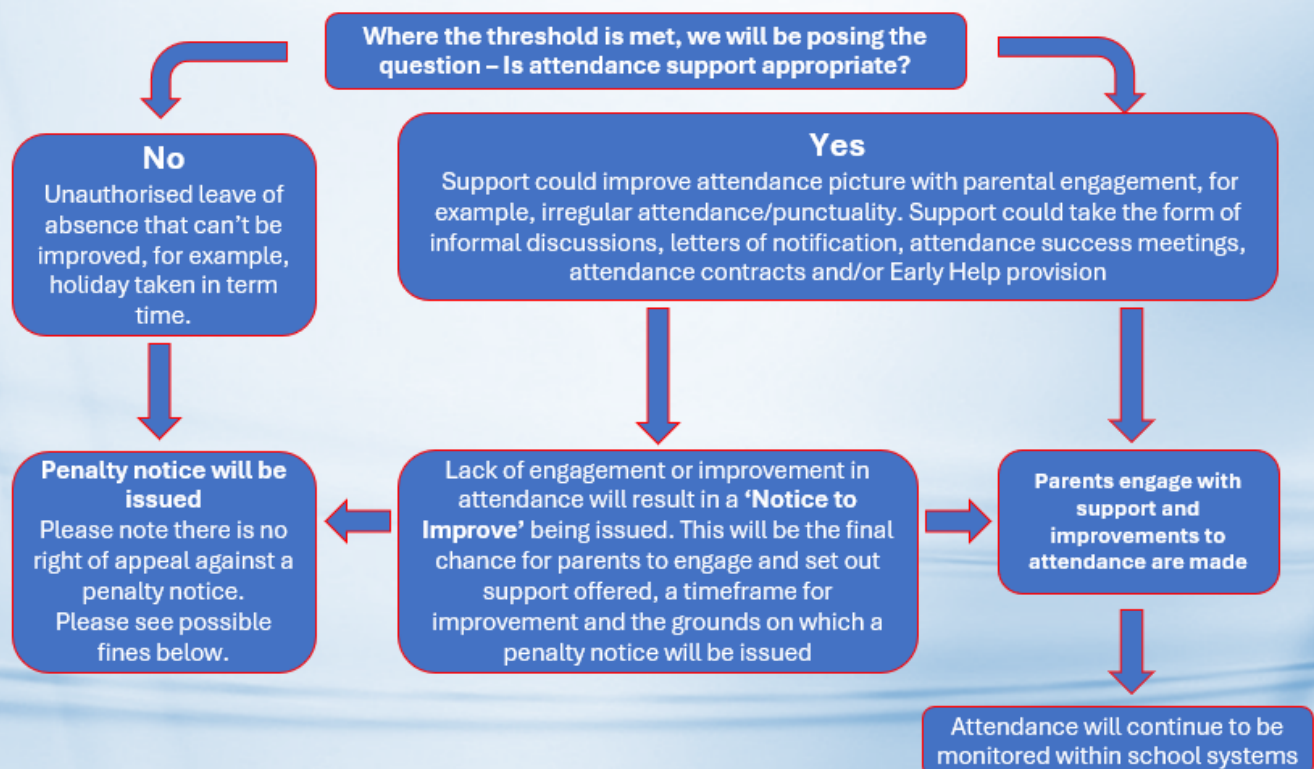 Where the threshold is met, we will be posing the
question – Is attendance support appropriate?
No
Unauthorised leave of
absence that can't be
improved, for example,
holiday taken in term
time.
Yes
Support could improve attendance picture with parental engagement, for
example, irregular attendance/punctuality. Support could take the form of
informal discussions, letters of notification, attendance success meetings,
attendance contracts and/or Early Help provision
Penalty notice will be
issued
Please note there is no
right of appeal against a
penalty notice.
Please see possible
fines below.
Lack of engagement or improvement in
attendance will result in a ‘Notice to
Improve’ being issued. This will be the final
chance for parents to engage and set out
support offered, a timeframe for
improvement and the grounds on which a
penalty notice will be issued
Parents engage with
support and
improvements to
attendance are made
Attendance will continue to be
monitored within school systems